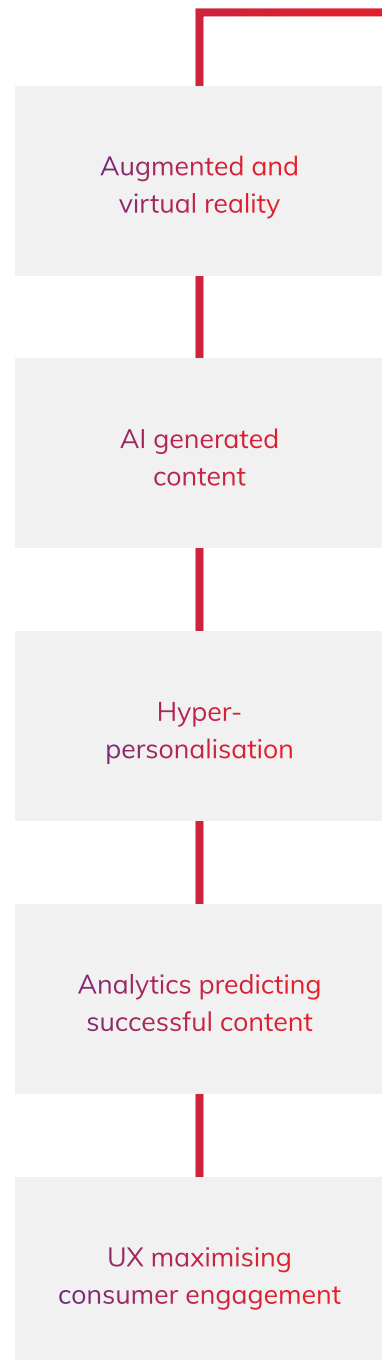 Augmented and
virtual reality
AI generated
content
Hyper-
personalisation
Analytics predicting
successful content
UX maximising
consumer engagement